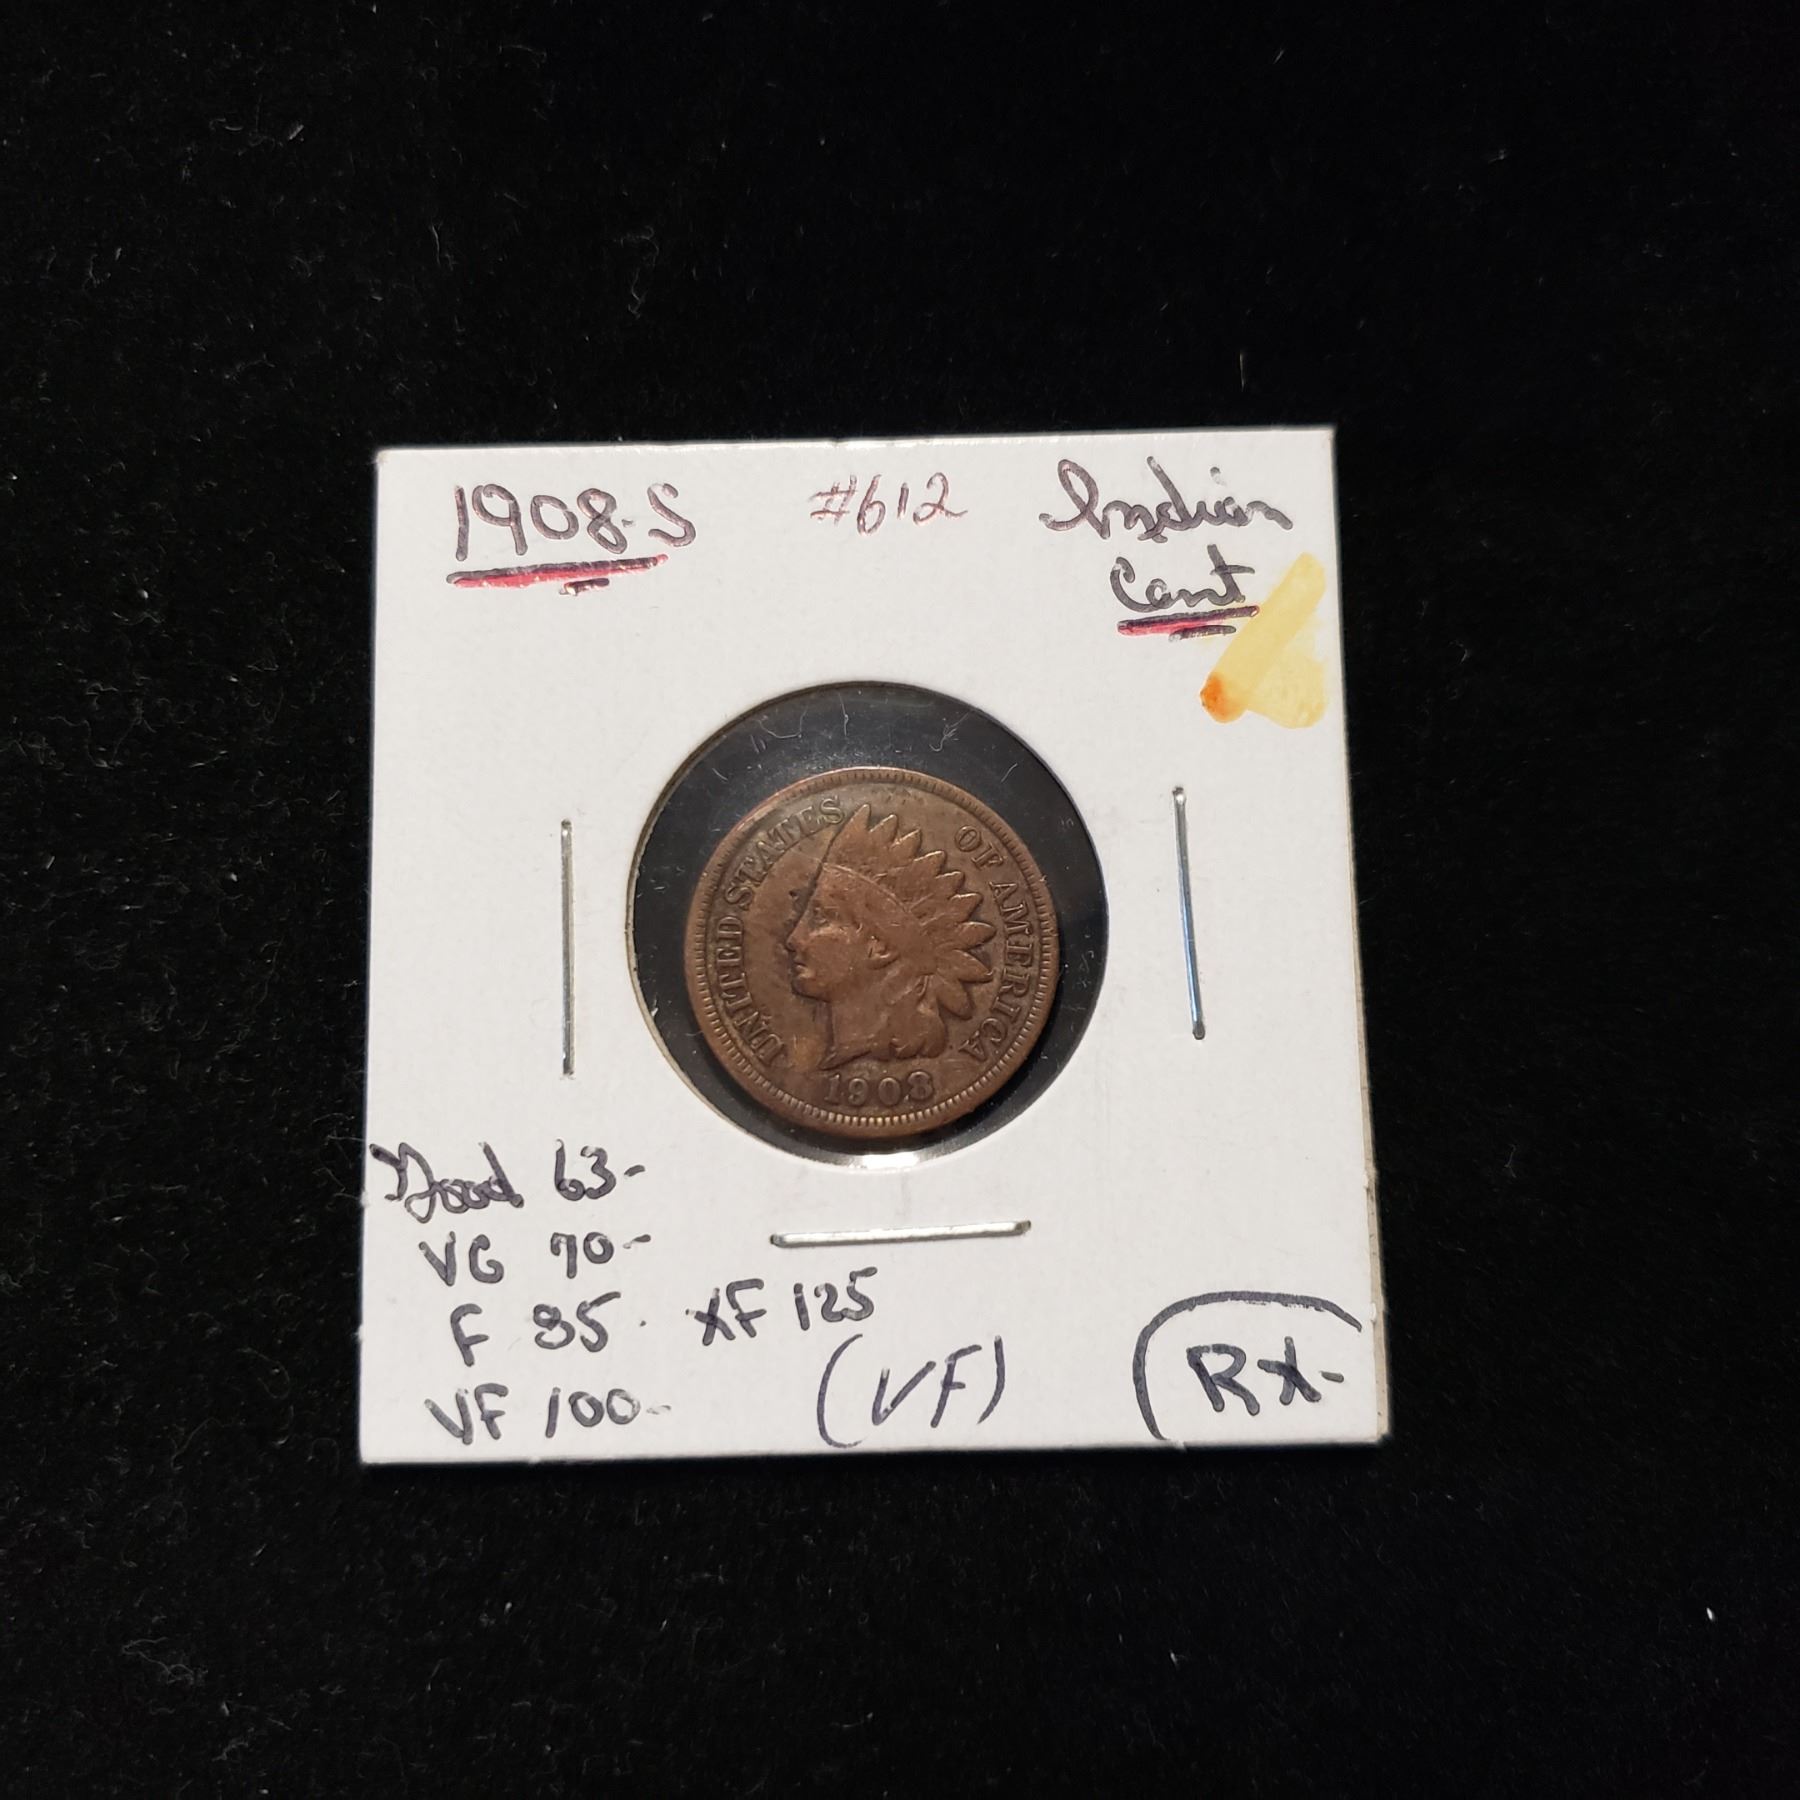 1908-S #612 Indian
Cent
UNITED STATES OF AMERICA
1908
Good 63-
VG 70-
F 85- XF 125
VF 100- (VF)
RX-